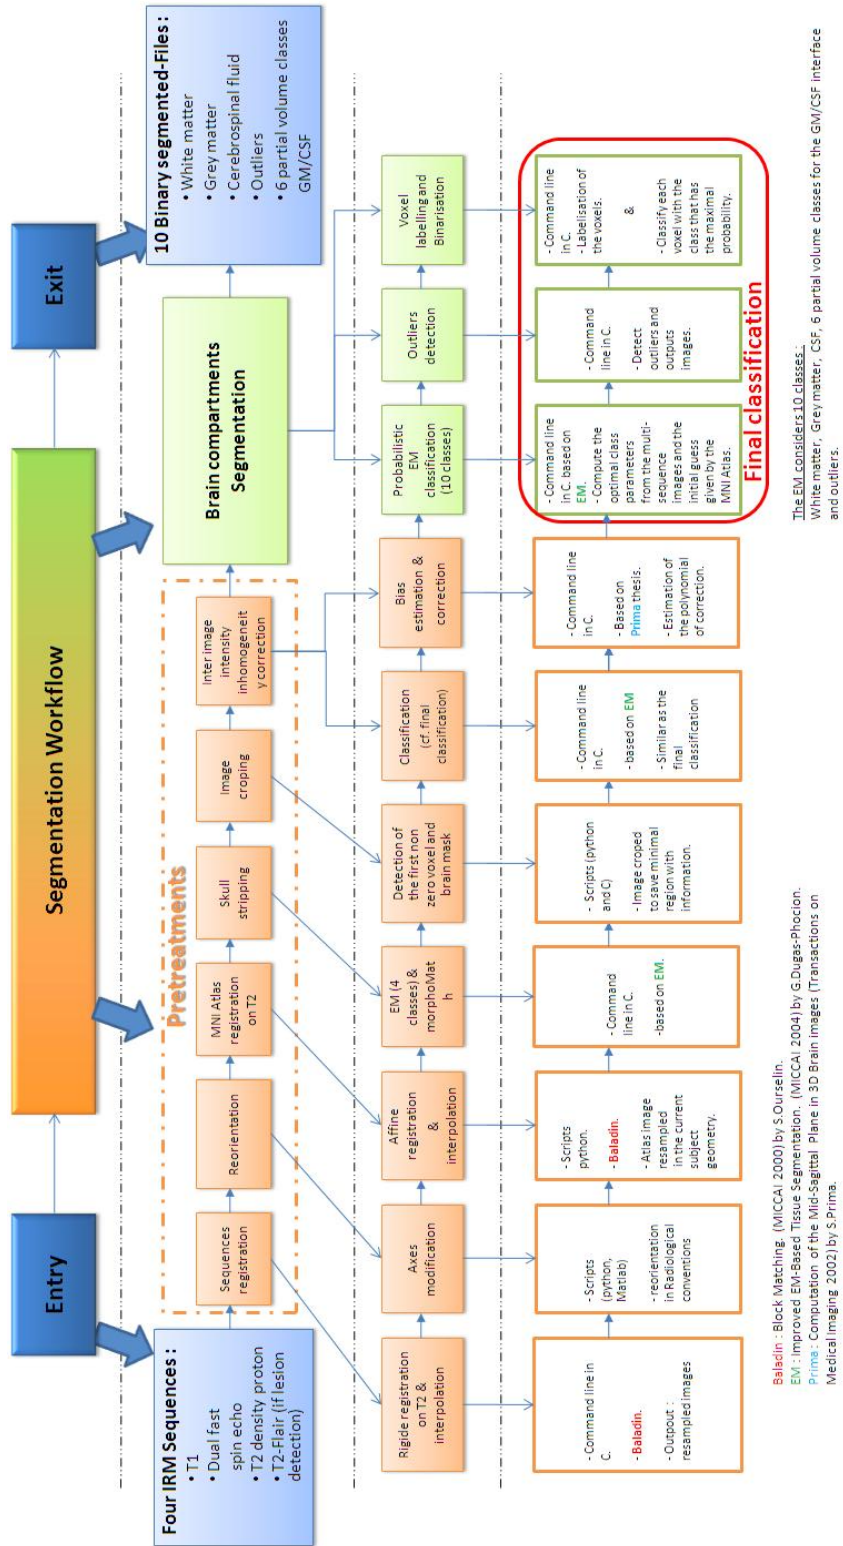 Entry
Segmentation Workflow
Exit
Four IRM Sequences :
• T1
• Dual fast
spin echo
• T2 density proton
• T2-Flair (if lesion
detection)
Pretreatments
Sequences
registration
Reorientation
MNI Atlas
registration
on T2
Skull
stripping
Image
croping
Inter image
intensity
inhomogeneit
y correction
Brain compartments
Segmentation
10 Binary segmented-Files :
• White matter
• Grey matter
• Cerebrospinal fluid
• Outliers
• 6 partial volume classes
GM/CSF
Rigide registration
on T2 &
interpolation
Axes
modification
Affine
registration
&
interpolation
EM (4
classes) &
morphoMat
h
Detection of
the first non
zero voxel and
brain mask
Classification
(cf. final
classification)
Bias
estimation &
correction
Probabilistic
EM
classification
(10 classes)
Outliers
detection
Voxel
labelling and
Binarisation
- Command line in
C.
- Baladin.
- Outpout :
resampled images
- Scripts
(python,
Matlab)
- reorientation
in Radiological
conventions
- Scripts
python.
- Baladin.
- Atlas image
resampled
in the current
subject
geometry.
- Command
line in C.
-based on EM.
- Scripts (python
and C)
- Image croped
to save minimal
region with
information.
- Command line
in C.
- based on EM
- Similar as the
final
classification
- Command line
in C.
- Based on
Prima thesis.
- Estimation of
the polynomial
of correction.
- Command line
in C. based on
EM.
- Compute the
optimal class
parameters
from the multi-
sequence
images and the
initial guess
given by the
MNI Atlas.
- Command
line in C.
- Detect
outliers and
outputs
images.
- Command line
in C.
- Labelisation of
the voxels.
&
- Classify each
voxel with the
class that has
the maximal
probability.
Final classification
Baladin : Block Matching. (MICCAI 2000) by S.Ourselin.
EM : Improved EM-Based Tissue Segmentation. (MICCAI 2004) by G.Dugas-Phocion.
Prima : Computation of the Mid-Sagittal Plane in 3D Brain images (Transactions on
Medical Imaging 2002) by S.Prima.
The EM considers 10 classes :
White matter, Grey matter, CSF, 6 partial volume classes for the GM/CSF interface
and outliers.